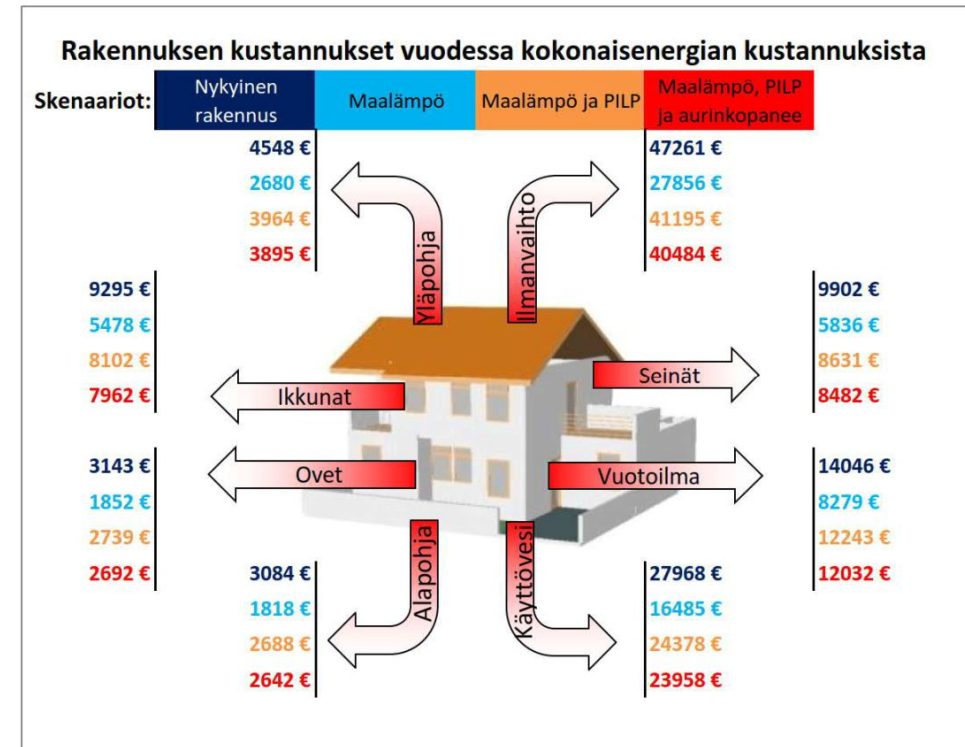 Rakennuksen kustannukset vuodessa kokonaisenergian kustannuksista
Skenaariot:
Nykyinen
rakennus
Maalämpö
Maalämpö ja PILP
Maalämpö, PILP
ja aurinkopanee
4548 €
2680 €
3964 €
3895 €
Yläpohja
Ilmanvaihto
47261 €
27856 €
41195 €
40484 €
9295 €
5478 €
8102 €
7962 €
Ikkunat
Seinät
9902 €
5836 €
8631 €
8482 €
3143 €
1852 €
2739 €
2692 €
Ovet
Vuotoilma
14046 €
8279 €
12243 €
12032 €
3084 €
1818 €
2688 €
2642 €
Alapohja
Käyttövesi
27968 €
16485 €
24378 €
23958 €